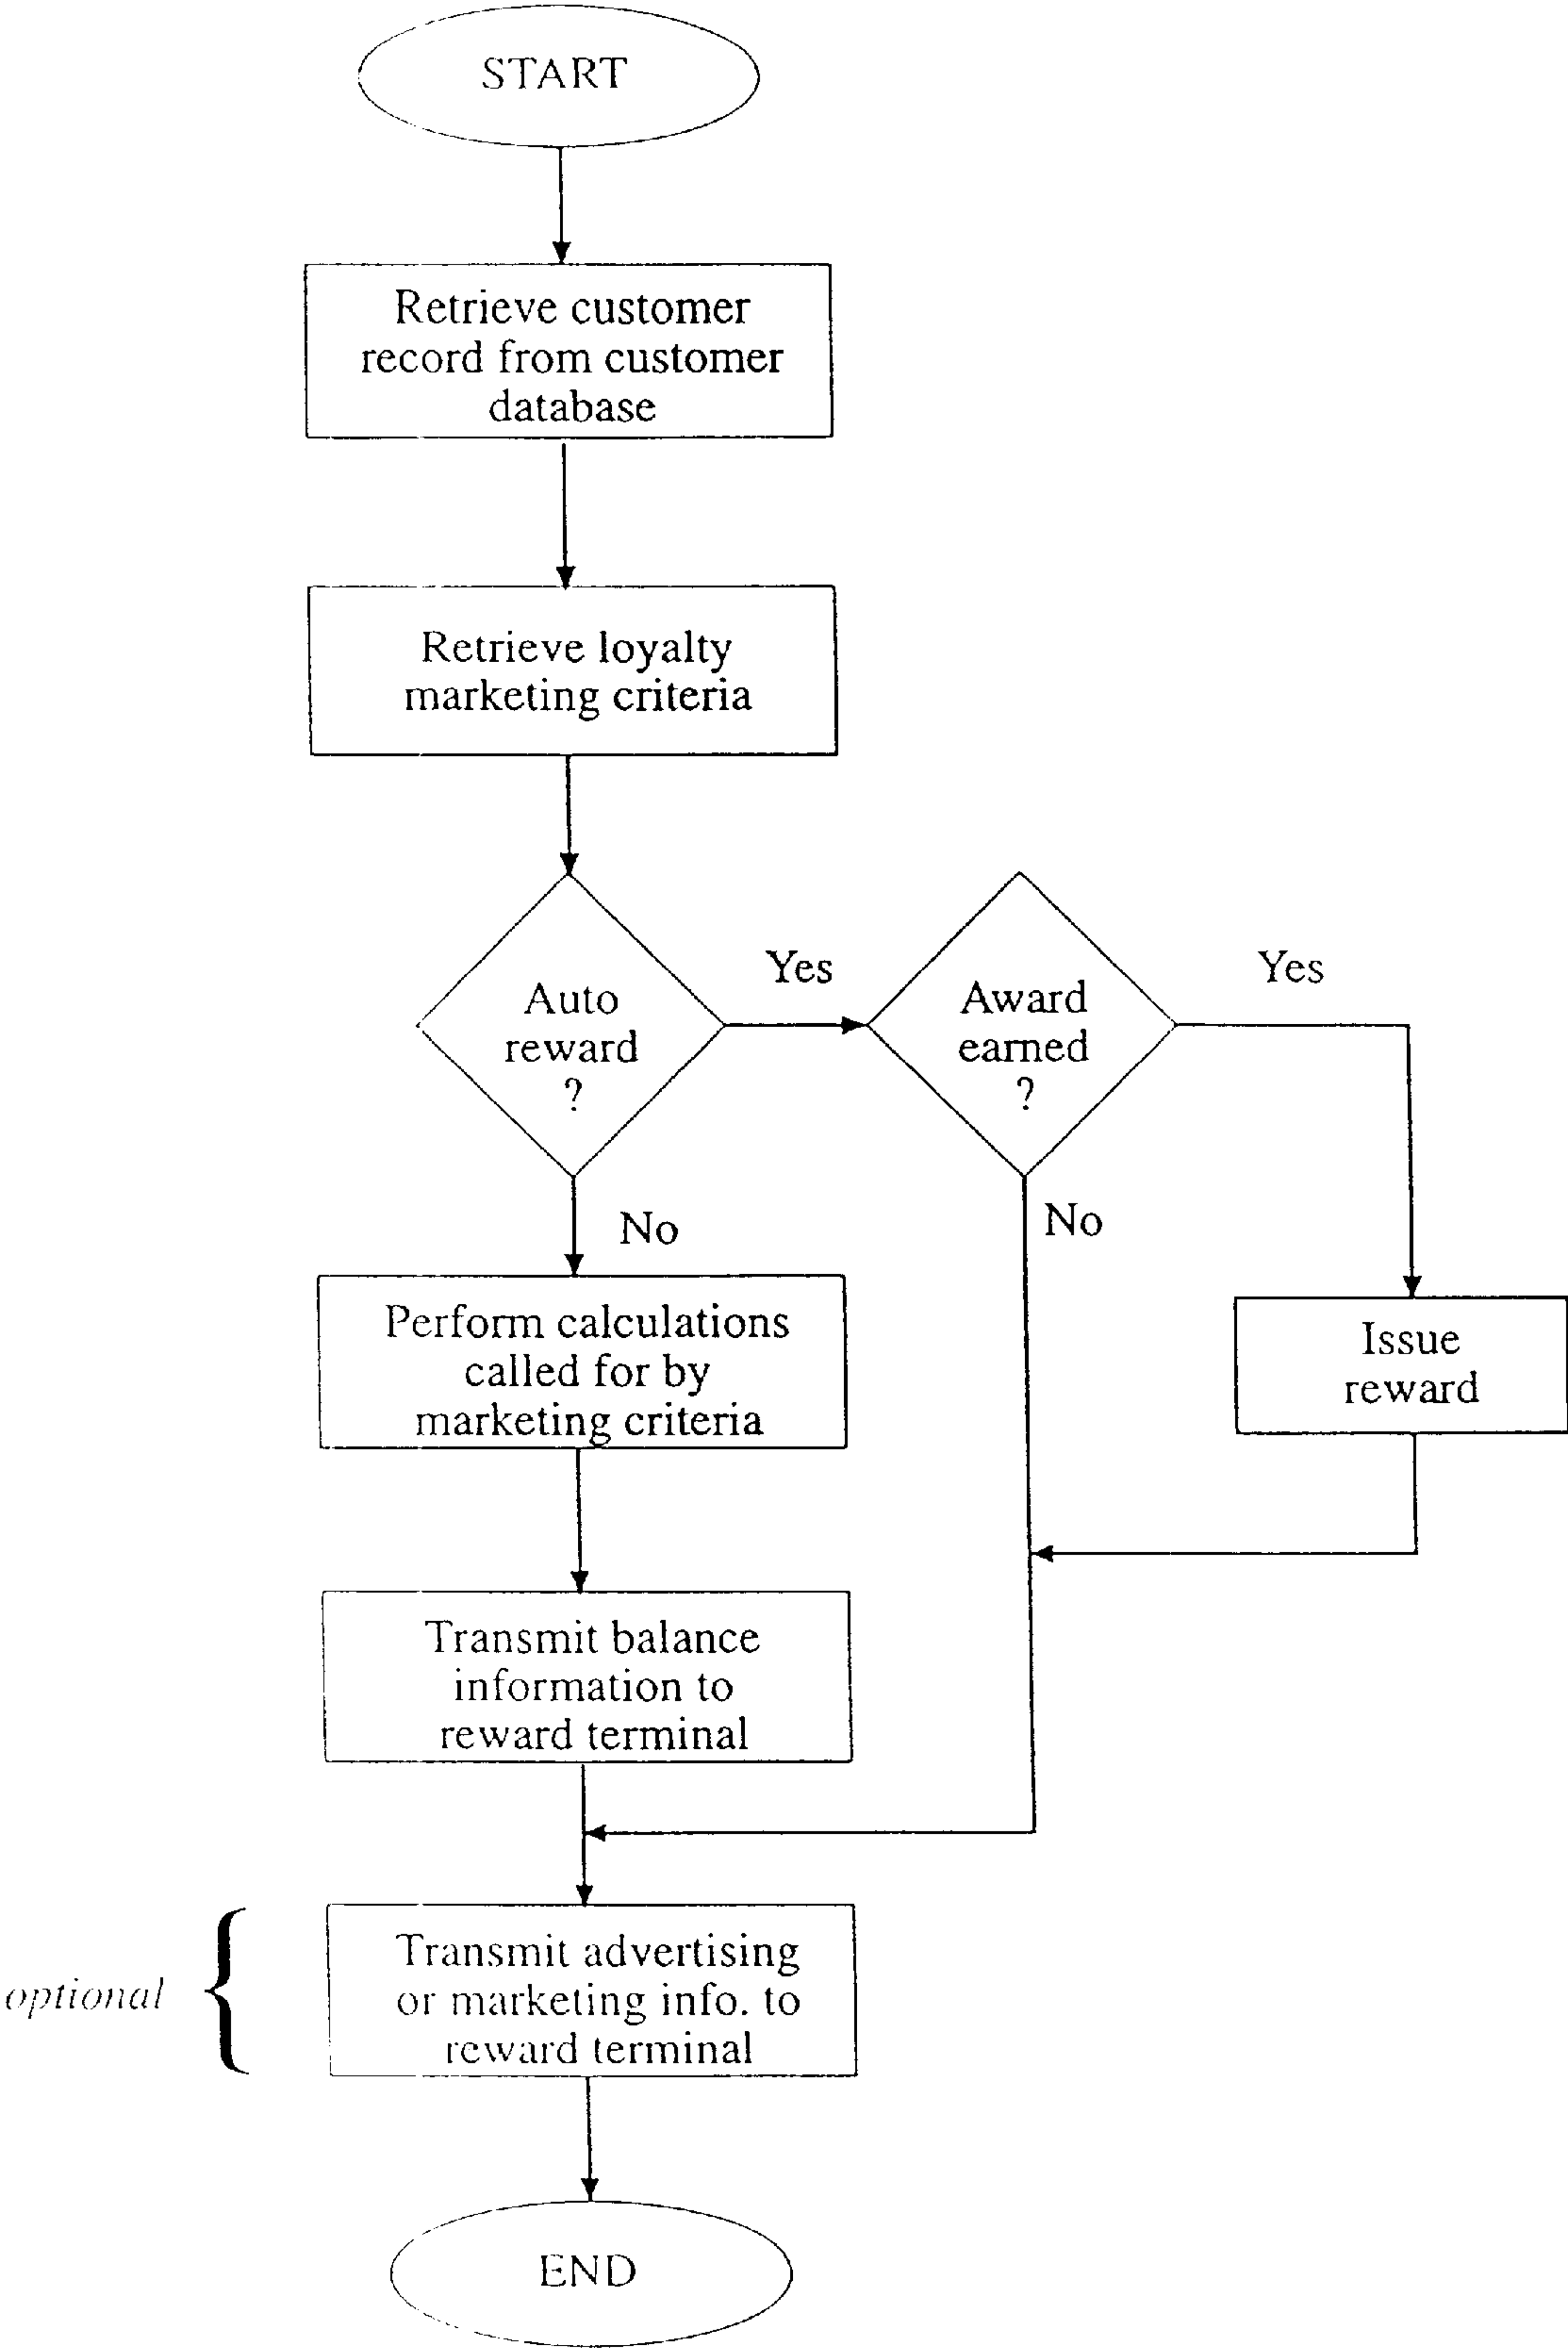 START
Retrieve customer
record from customer
database
Retrieve loyalty
marketing criteria
Auto
reward
?
Yes
Award
earned
?
Yes
No
No
Perform calculations
called for by
marketing criteria
Issue
reward
Transmit balance
information to
reward terminal
optional
Transmit advertising
or marketing info. to
reward terminal
END